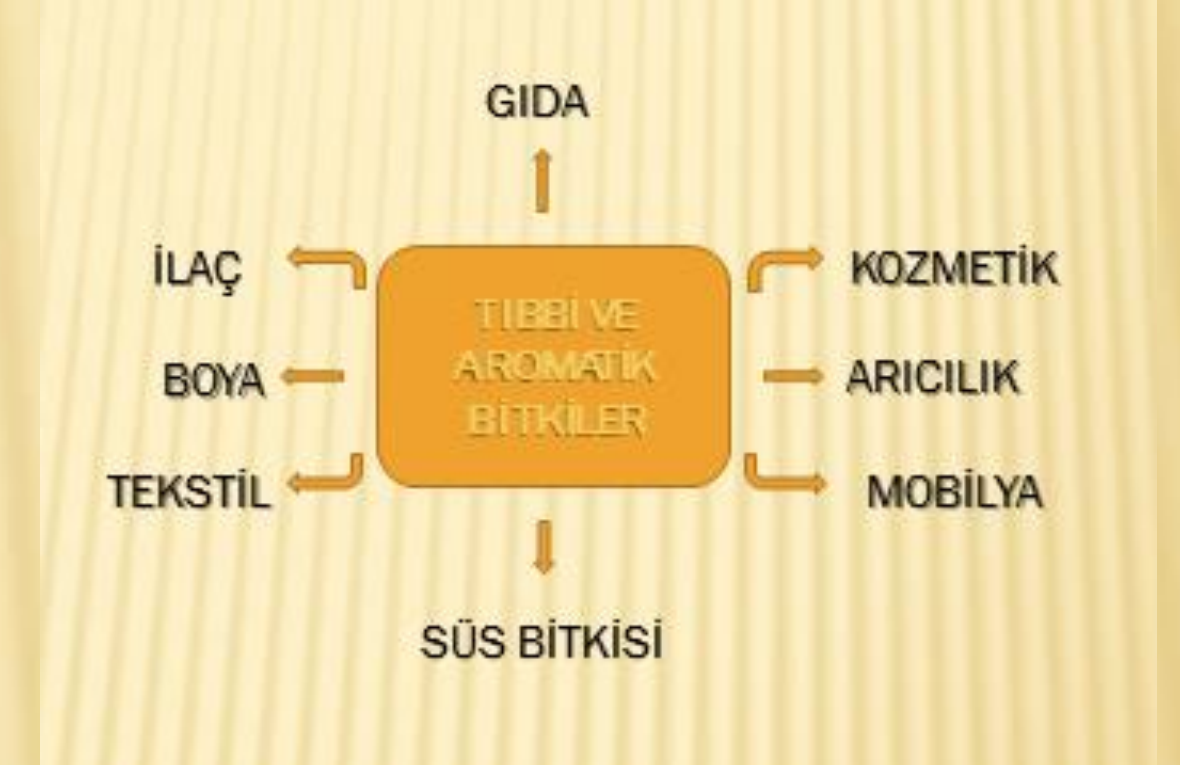 GIDA
İLAÇ
KOZMETİK
TIBBİ VE
AROMATİK
BİTKİLER
BOYA
ARICILIK
TEKSTİL
MOBİLYA
SÜS BİTKİSİ